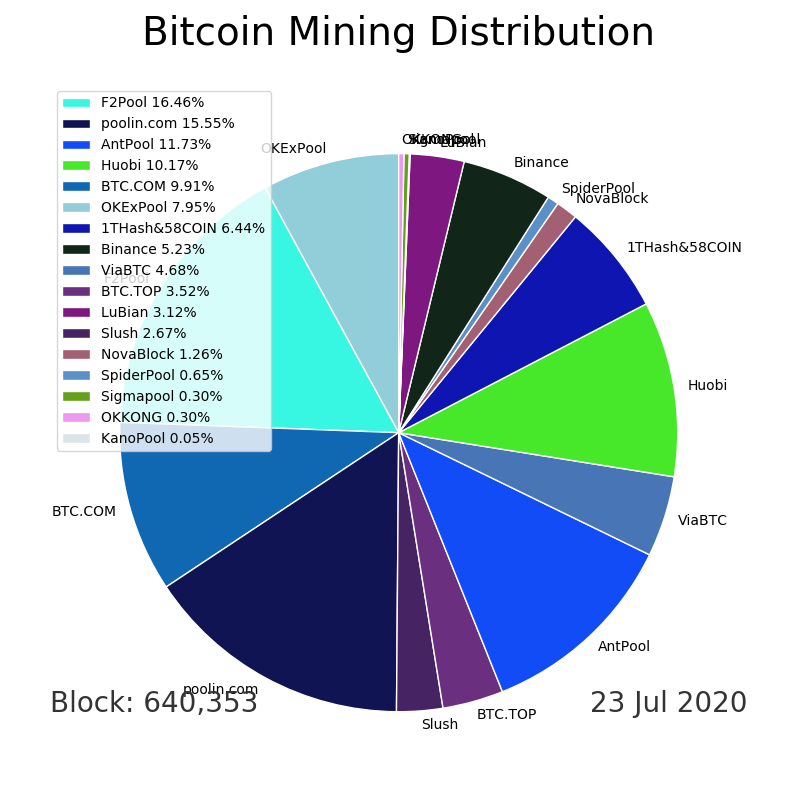 Bitcoin Mining Distribution
F2Pool 16.46%
poolin.com 15.55%
AntPool 11.73%
Huobi 10.17%
BTC.COM 9.91%
OKExPool 7.95%
1THash&58COIN 6.44%
Binance 5.23%
ViaBTC 4.68%
BTC.TOP 3.52%
LuBian 3.12%
Slush 2.67%
NovaBlock 1.26%
SpiderPool 0.65%
Sigmapool 0.30%
OKKONG 0.30%
KanoPool 0.05%
OKExPool
LuBian
Binance
SpiderPool
NovaBlock
1THash&58COIN
F2Pool
Huobi
BTC.COM
ViaBTC
AntPool
poolin.com
BTC.TOP
Slush
Block: 640,353
23 Jul 2020